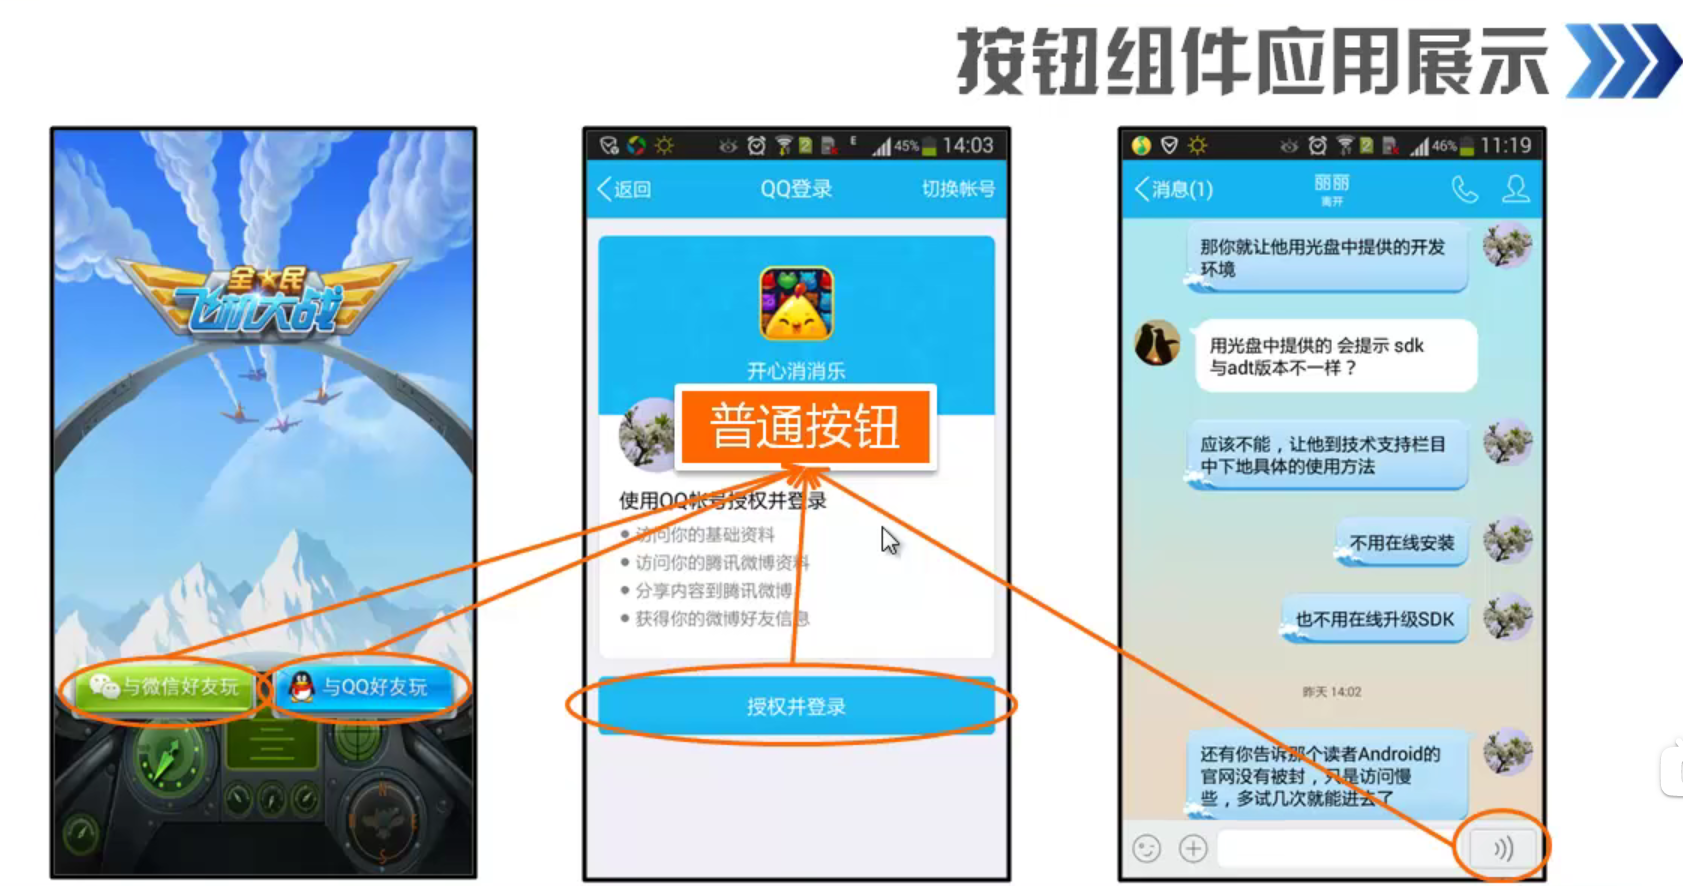 按钮组件应用展示
全★民
飞机大战
与微信好友玩
与QQ好友玩
N
E
S
2
E
45%
14:03
返回
QQ登录
切换帐号
开心消消乐
普通按钮
使用QQ帐号授权并登录
● 访问你的基础资料
● 访问你的腾讯微博资料
● 分享内容到腾讯微博
● 获得你的微博好友信息
授权并登录
2
46%
11:19
消息(1)
丽丽
离开
那你就让他用光盘中提供的开发
环境
用光盘中提供的 会提示 sdk
与adt版本不一样？
应该不能，让他到技术支持栏目
中下地具体的使用方法
不用在线安装
也不用在线升级SDK
昨天 14:02
还有你告诉那个读者Android的
官网没有被封，只是访问慢
些，多试几次就能进去了